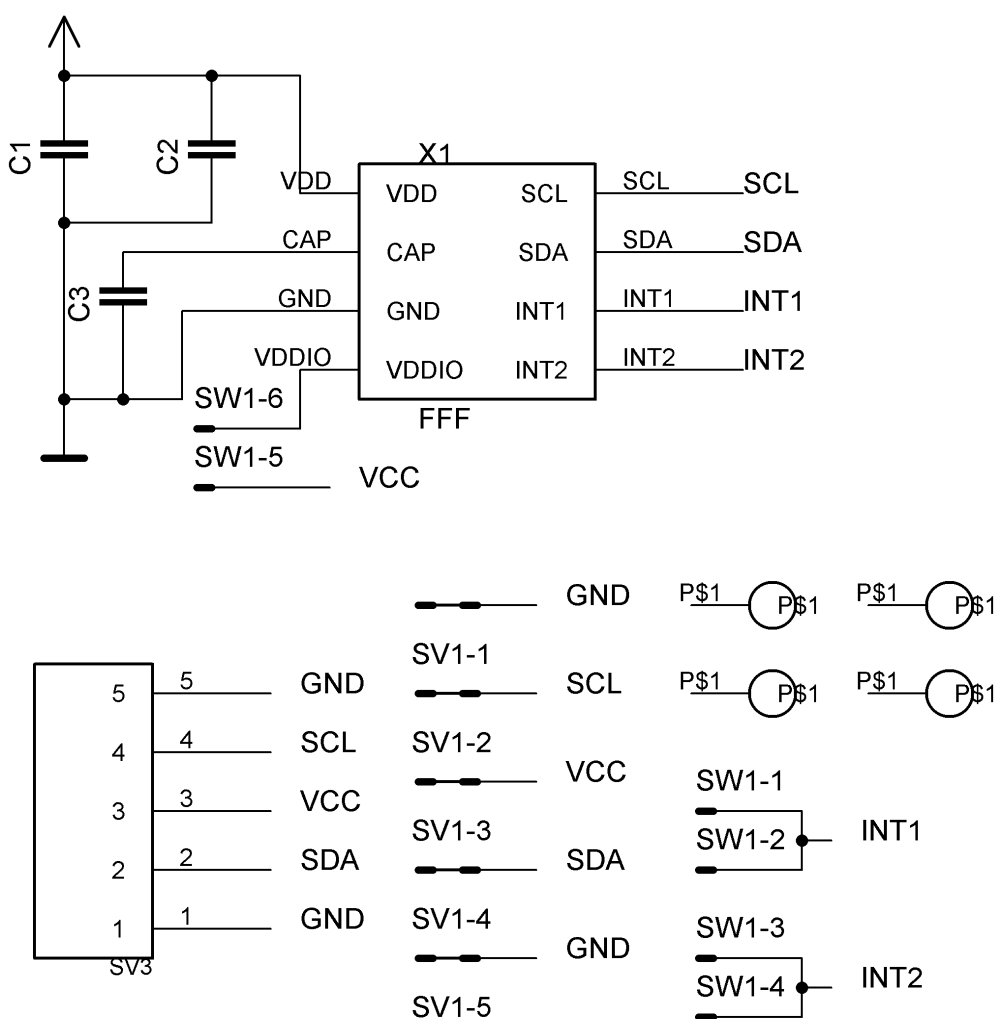 X1
C1
C2
VDD
VDD
SCL
SCL
SCL
CAP
CAP
SDA
SDA
SDA
C3
GND
GND
INT1
INT1
INT1
VDDIO
VDDIO
INT2
INT2
INT2
SW1-6
FFF
SW1-5
VCC
GND
P$1
P$1
P$1
P$1
SV1-1
5
5
GND
SCL
P$1
P$1
P$1
P$1
4
4
SCL
SV1-2
VCC
SW1-1
3
3
VCC
SV1-3
SW1-2
INT1
2
2
SDA
SDA
1
1
GND
SV1-4
SW1-3
GND
SV3
SW1-4
INT2
SV1-5